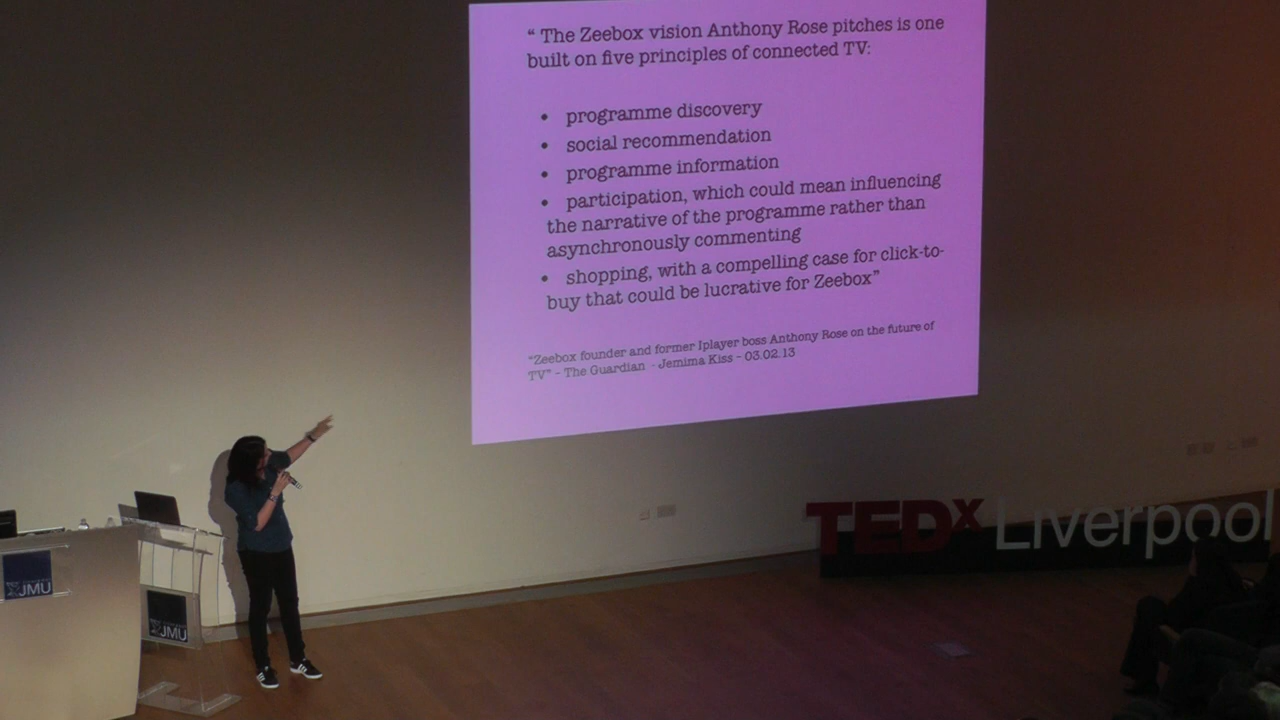 “ The Zeebox vision Anthony Rose pitches is one
built on five principles of connected TV:
• programme discovery
• social recommendation
• programme information
• participation, which could mean influencing
the narrative of the programme rather than
asynchronously commenting
• shopping, with a compelling case for click-to-
buy that could be lucrative for Zeebox”
“Zeebox founder and former Iplayer boss Anthony Rose on the future of
TV” - The Guardian - Jemima Kiss - 03.02.13
TEDx Liverpool
JMU
JMU